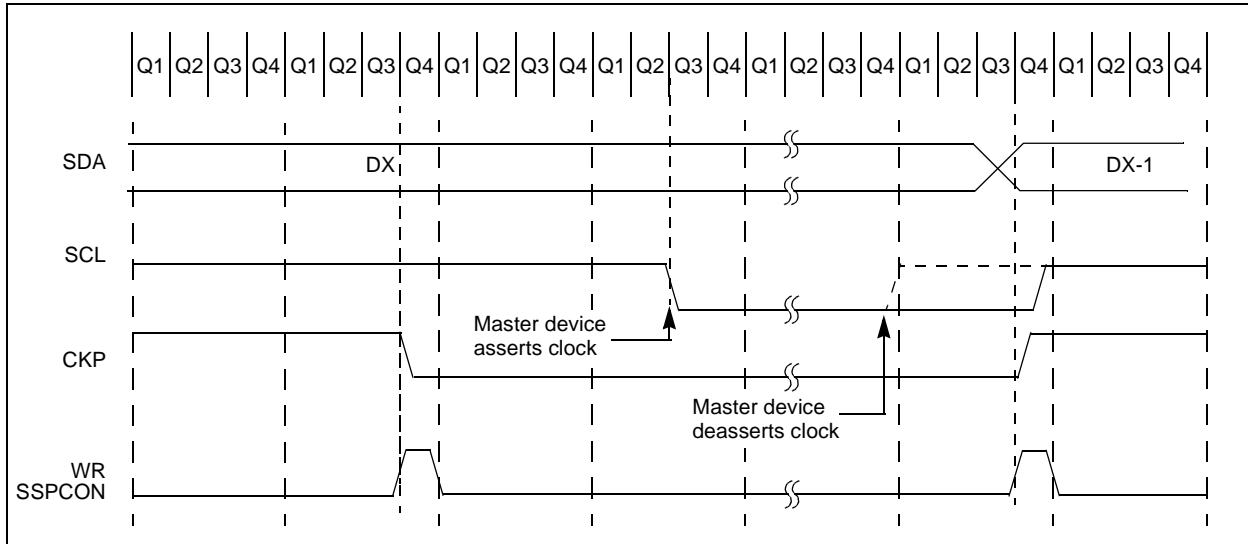 Q1 Q2 Q3 Q4 Q1 Q2 Q3 Q4 Q1 Q2 Q3 Q4 Q1 Q2 Q3 Q4 Q1 Q2 Q3 Q4 Q1 Q2 Q3 Q4 Q1 Q2 Q3 Q4
SDA
DX
DX-1
SCL
Master device
asserts clock
CKP
Master device
deasserts clock
WR
SSPCON